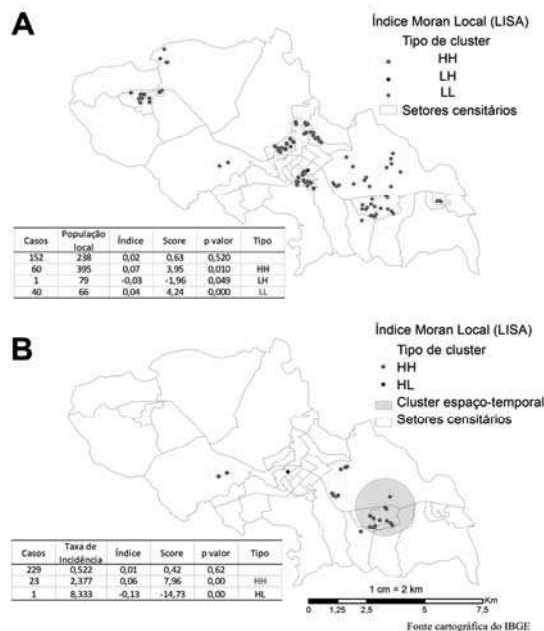 A
Índice Moran Local (LISA)
Tipo de cluster
HH
LH
LL
Setores censitários
Casos População local Índice Score p valor Tipo
152 238 0,02 0,63 0,520
60 395 0,07 3,95 0,010 HH
1 79 -0,03 -1,96 0,049 LH
40 66 0,04 4,24 0,000 LL
B
Índice Moran Local (LISA)
Tipo de cluster
HH
HL
Cluster espaço-temporal
Setores censitários
Casos Taxa de Incidência Índice Score p valor Tipo
229 0,522 0,01 0,42 0,62
23 2,377 0,06 7,96 0,00 HH
1 8,333 -0,13 -14,73 0,00 HL
1 cm = 2 km
Km
0 1,25 2,5 5 7,5
Fonte cartográfica do IBGE